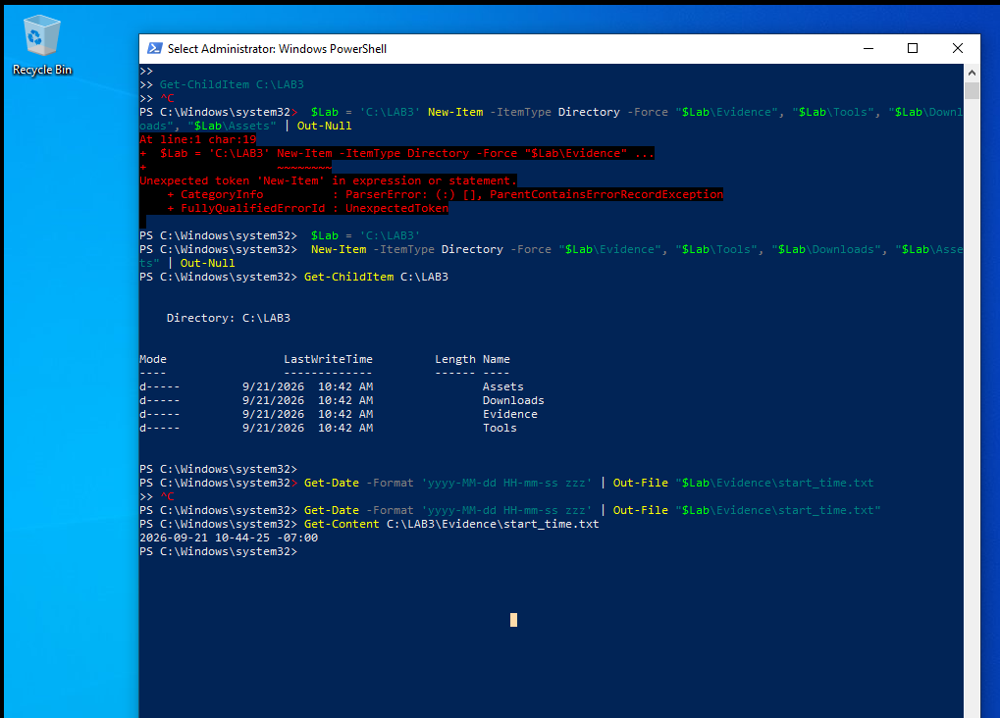 Recycle Bin
Select Administrator: Windows PowerShell
>>
>> Get-ChildItem C:\LAB3
>> ^C
PS C:\Windows\system32>  $Lab = 'C:\LAB3' New-Item -ItemType Directory -Force "$Lab\Evidence", "$Lab\Tools", "$Lab\Downl
oads", "$Lab\Assets" | Out-Null
At line:1 char:19
+  $Lab = 'C:\LAB3' New-Item -ItemType Directory -Force "$Lab\Evidence" ...
+                   ~~~~~~~~
Unexpected token 'New-Item' in expression or statement.
    + CategoryInfo          : ParserError: (:) [], ParentContainsErrorRecordException
    + FullyQualifiedErrorId : UnexpectedToken
PS C:\Windows\system32>  $Lab = 'C:\LAB3'
PS C:\Windows\system32>  New-Item -ItemType Directory -Force "$Lab\Evidence", "$Lab\Tools", "$Lab\Downloads", "$Lab\Asse
ts" | Out-Null
PS C:\Windows\system32> Get-ChildItem C:\LAB3
    Directory: C:\LAB3
Mode                 LastWriteTime         Length Name
----                 -------------         ------ ----
d-----         9/21/2026  10:42 AM                Assets
d-----         9/21/2026  10:42 AM                Downloads
d-----         9/21/2026  10:42 AM                Evidence
d-----         9/21/2026  10:42 AM                Tools
PS C:\Windows\system32>
PS C:\Windows\system32> Get-Date -Format 'yyyy-MM-dd HH-mm-ss zzz' | Out-File "$Lab\Evidence\start_time.txt
>> ^C
PS C:\Windows\system32> Get-Date -Format 'yyyy-MM-dd HH-mm-ss zzz' | Out-File "$Lab\Evidence\start_time.txt"
PS C:\Windows\system32> Get-Content C:\LAB3\Evidence\start_time.txt
2026-09-21 10-44-25 -07:00
PS C:\Windows\system32>